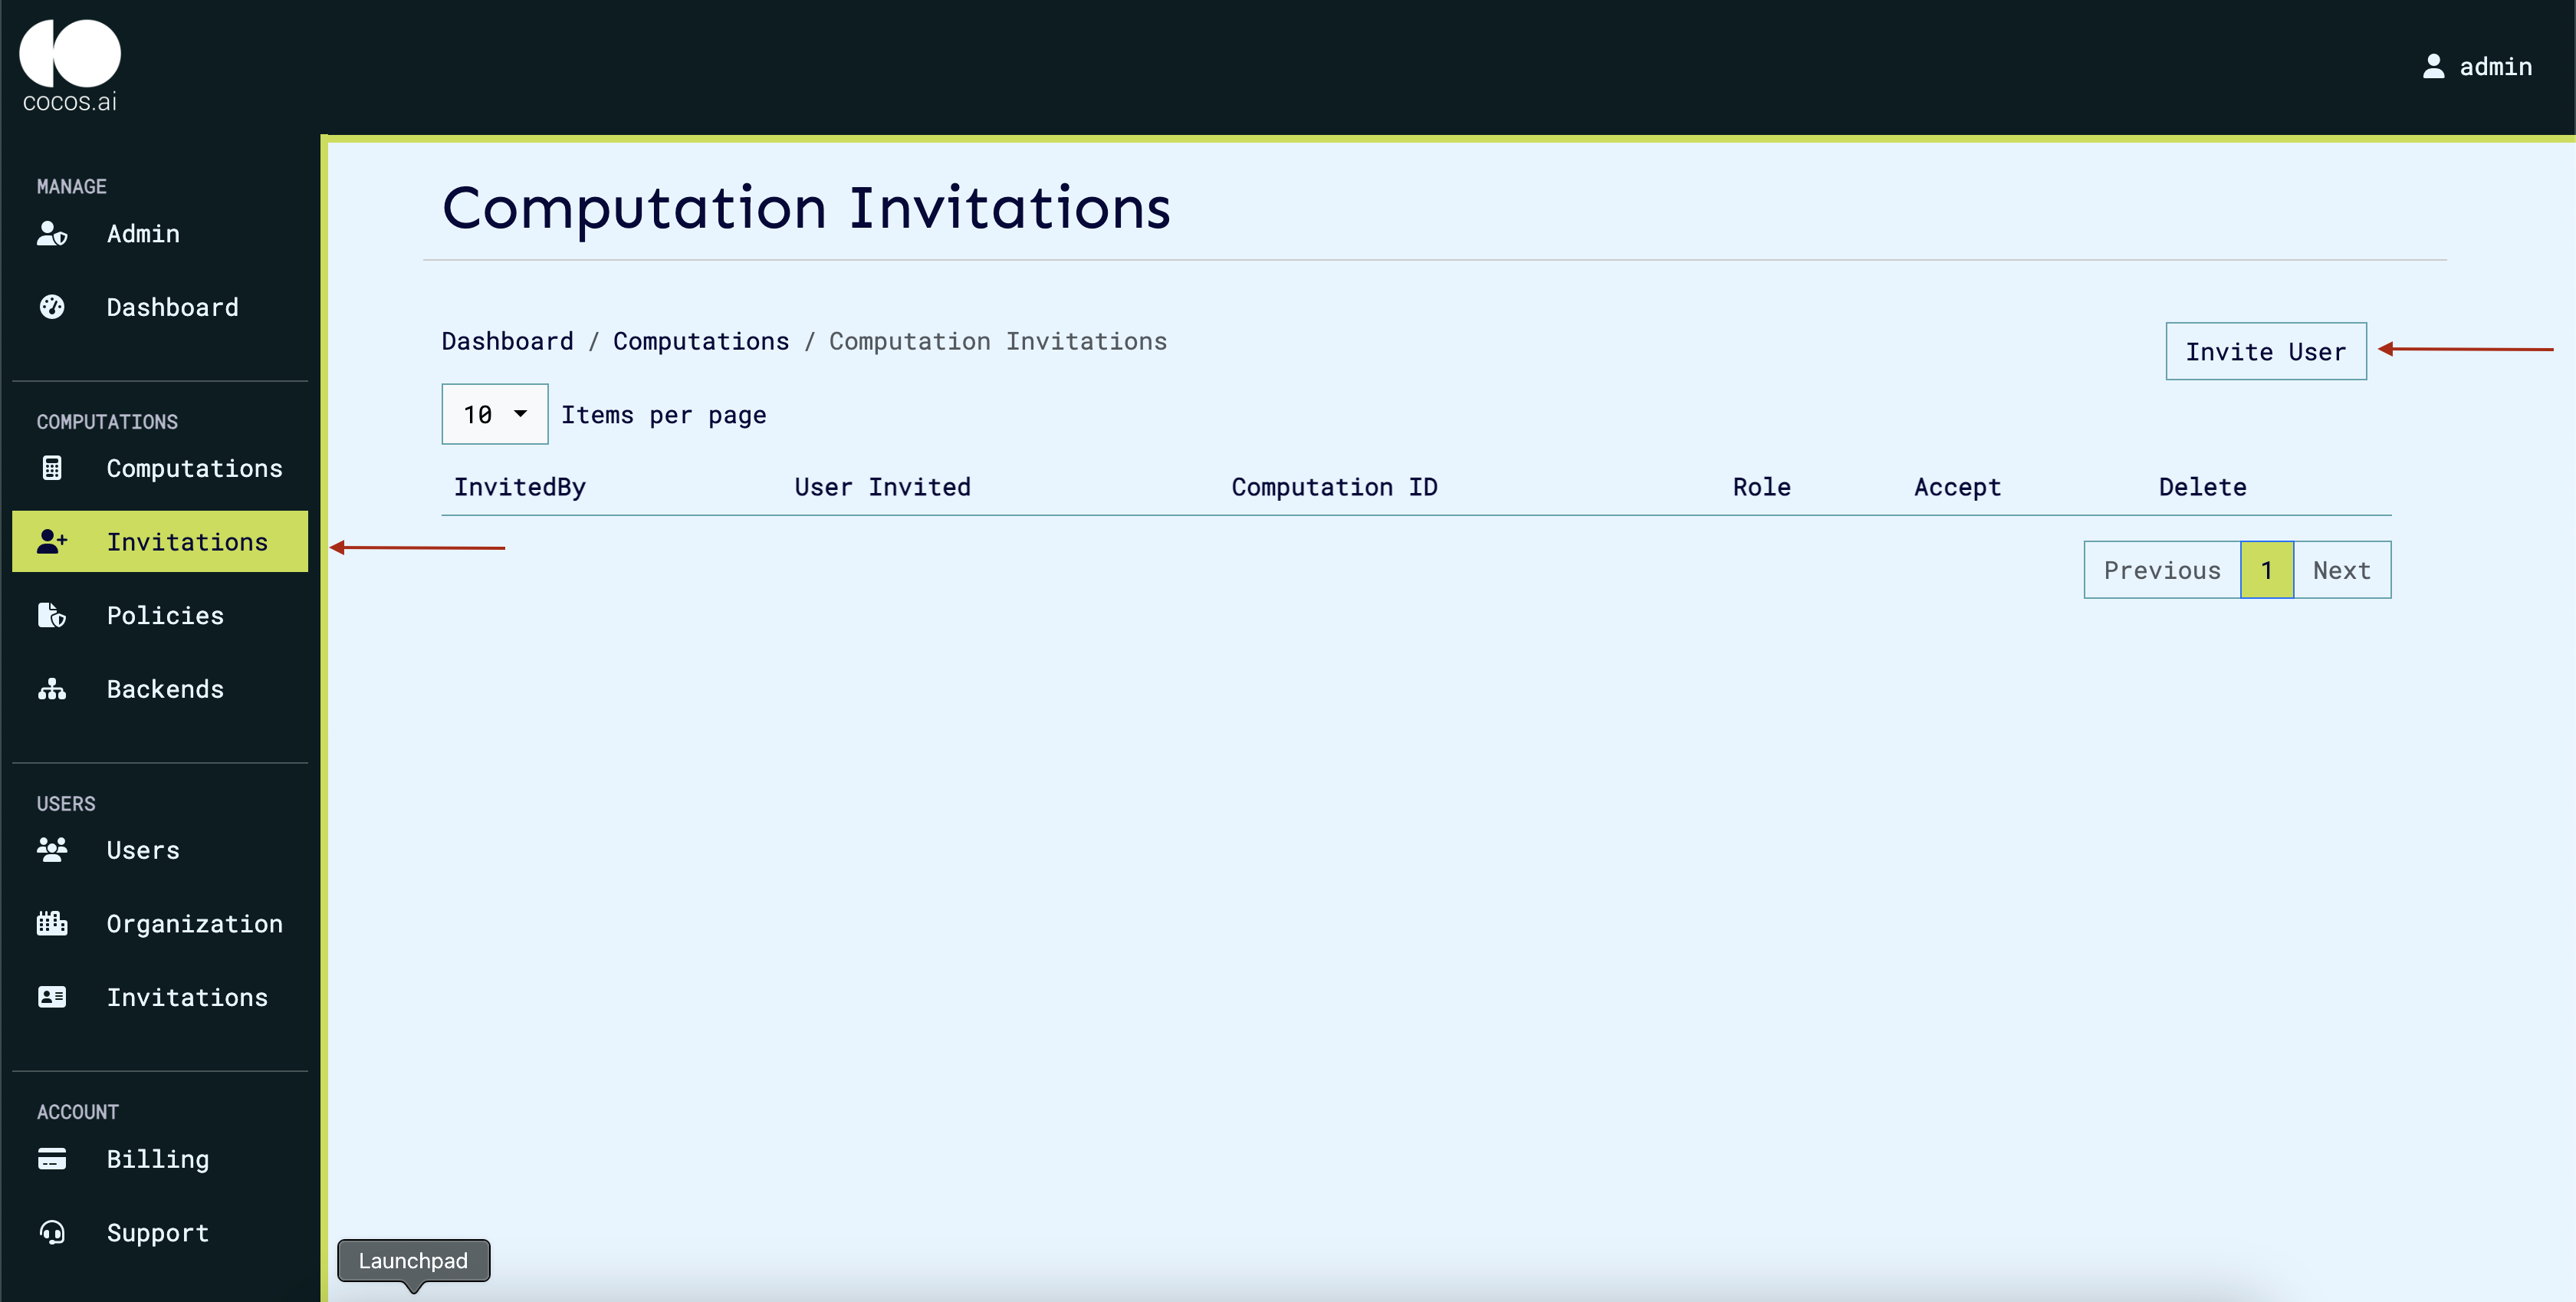 cocos.ai
admin
MANAGE
Admin
Dashboard
COMPUTATIONS
Computations
Invitations
Policies
Backends
USERS
Users
Organization
Invitations
ACCOUNT
Billing
Support
Computation Invitations
Dashboard / Computations / Computation Invitations
Invite User
10 Items per page
InvitedBy User Invited Computation ID Role Accept Delete
Previous 1 Next
Launchpad